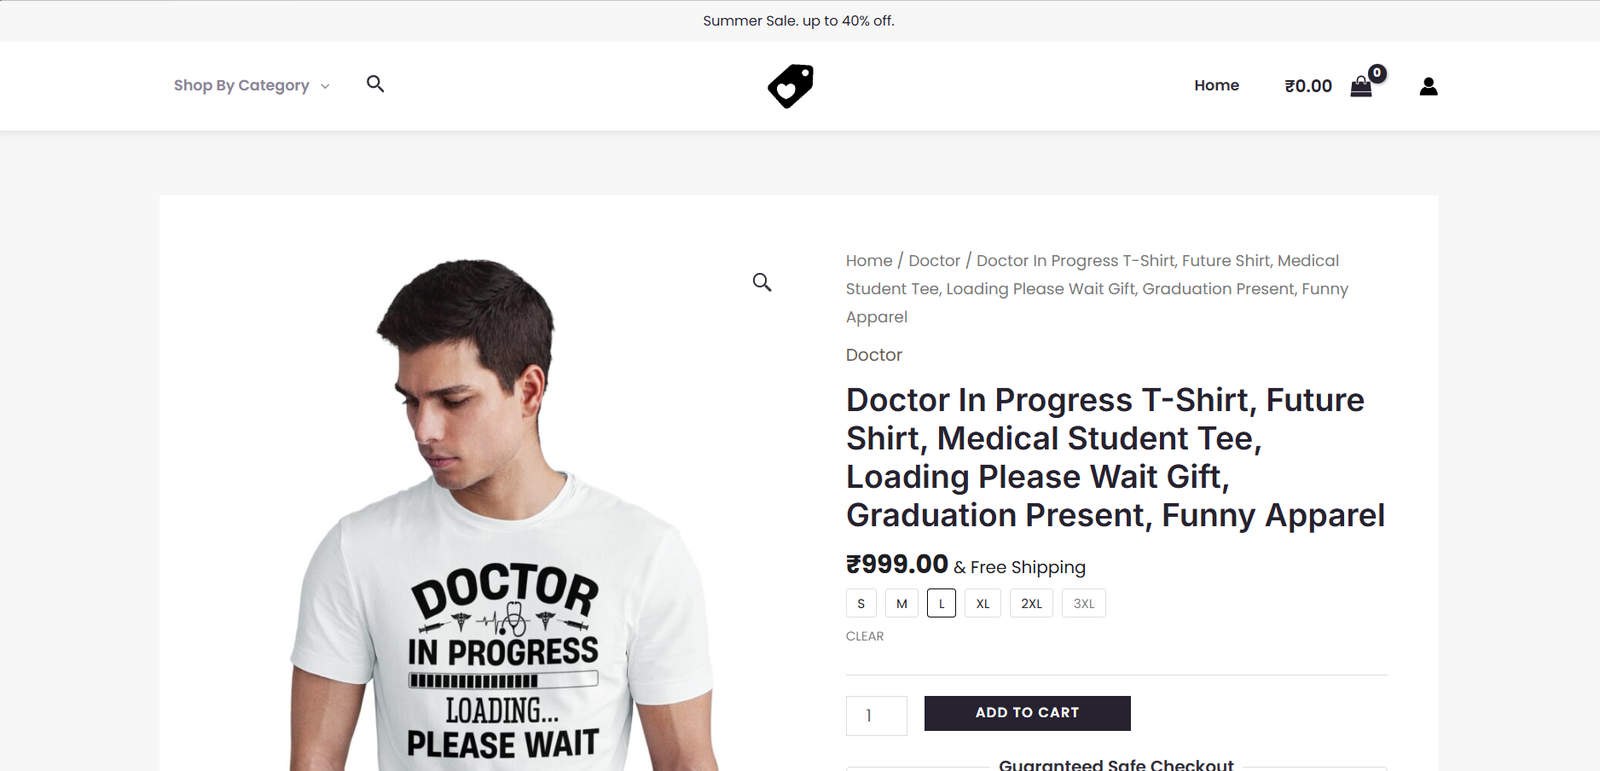 Summer Sale. up to 40% off.
Shop By Category
Home
₹0.00
0
Home / Doctor / Doctor In Progress T-Shirt, Future Shirt, Medical
Student Tee, Loading Please Wait Gift, Graduation Present, Funny
Apparel
Doctor
Doctor In Progress T-Shirt, Future
Shirt, Medical Student Tee,
Loading Please Wait Gift,
Graduation Present, Funny Apparel
₹999.00 & Free Shipping
S M L XL 2XL 3XL
CLEAR
1
ADD TO CART
Guaranteed Safe Checkout
DOCTOR
IN PROGRESS
LOADING...
PLEASE WAIT